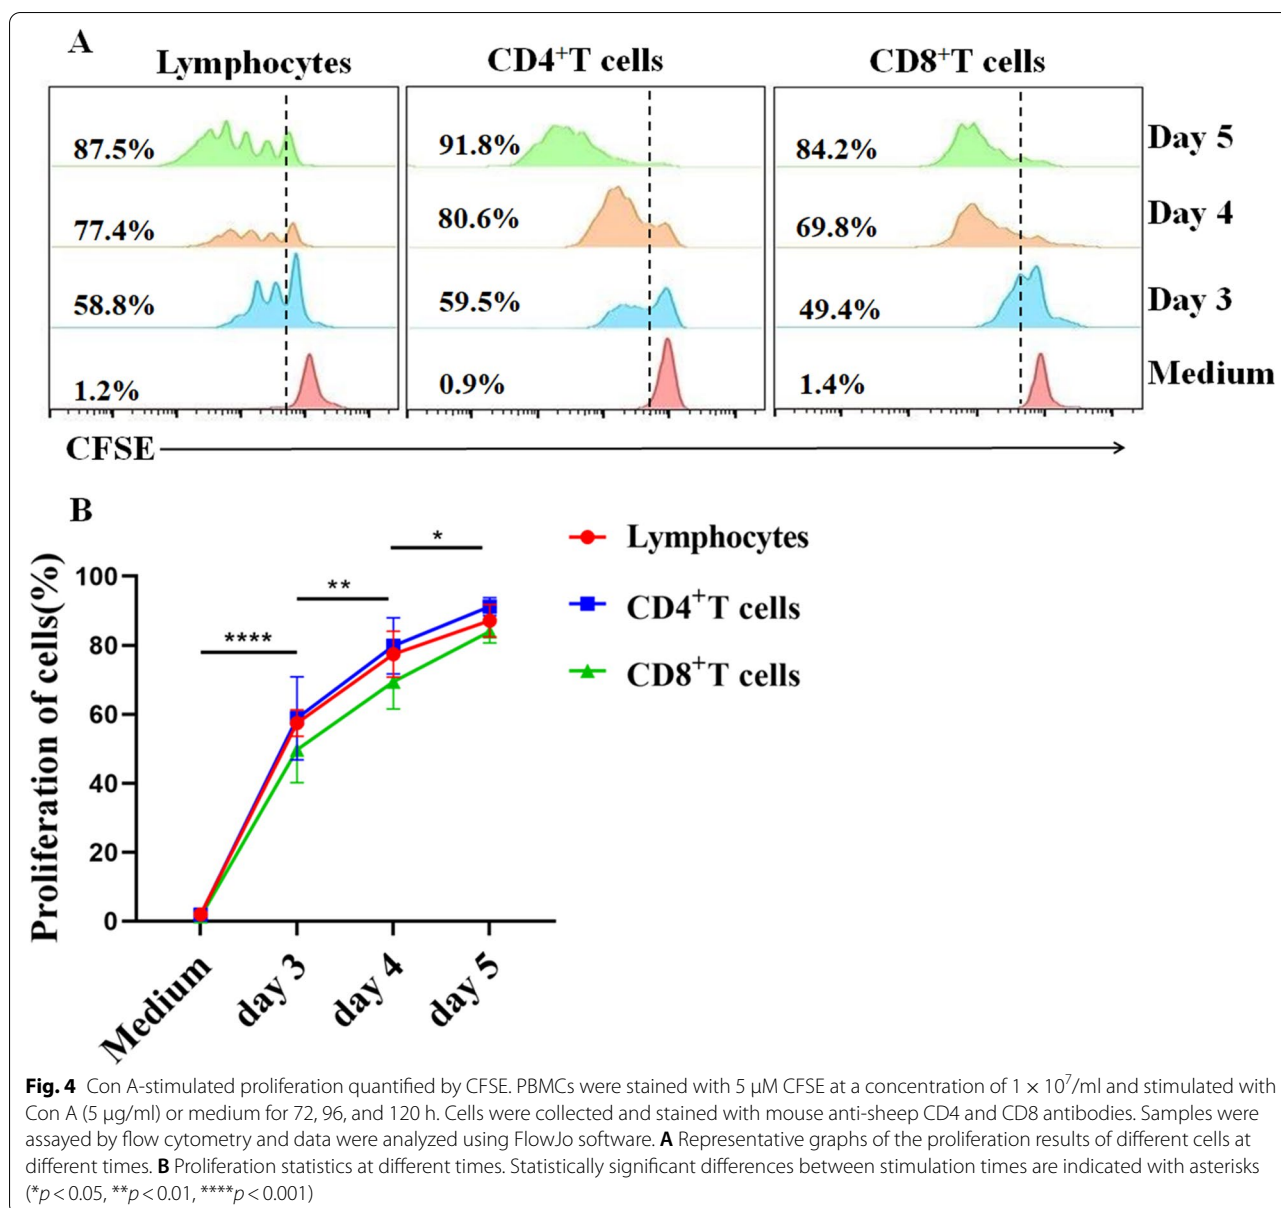 A
Lymphocytes
CD4⁺T cells
CD8⁺T cells
87.5%
91.8%
84.2%
Day 5
77.4%
80.6%
69.8%
Day 4
58.8%
59.5%
49.4%
Day 3
1.2%
0.9%
1.4%
Medium
CFSE
B
Proliferation of cells(%)
100
80
60
40
20
0
****
**
*
Medium
day 3
day 4
day 5
Lymphocytes
CD4⁺T cells
CD8⁺T cells
Fig. 4 Con A-stimulated proliferation quantified by CFSE. PBMCs were stained with 5 μM CFSE at a concentration of 1 × 10⁷/ml and stimulated with
Con A (5 μg/ml) or medium for 72, 96, and 120 h. Cells were collected and stained with mouse anti-sheep CD4 and CD8 antibodies. Samples were
assayed by flow cytometry and data were analyzed using FlowJo software. A Representative graphs of the proliferation results of different cells at
different times. B Proliferation statistics at different times. Statistically significant differences between stimulation times are indicated with asterisks
(*p < 0.05, **p < 0.01, ****p < 0.001)